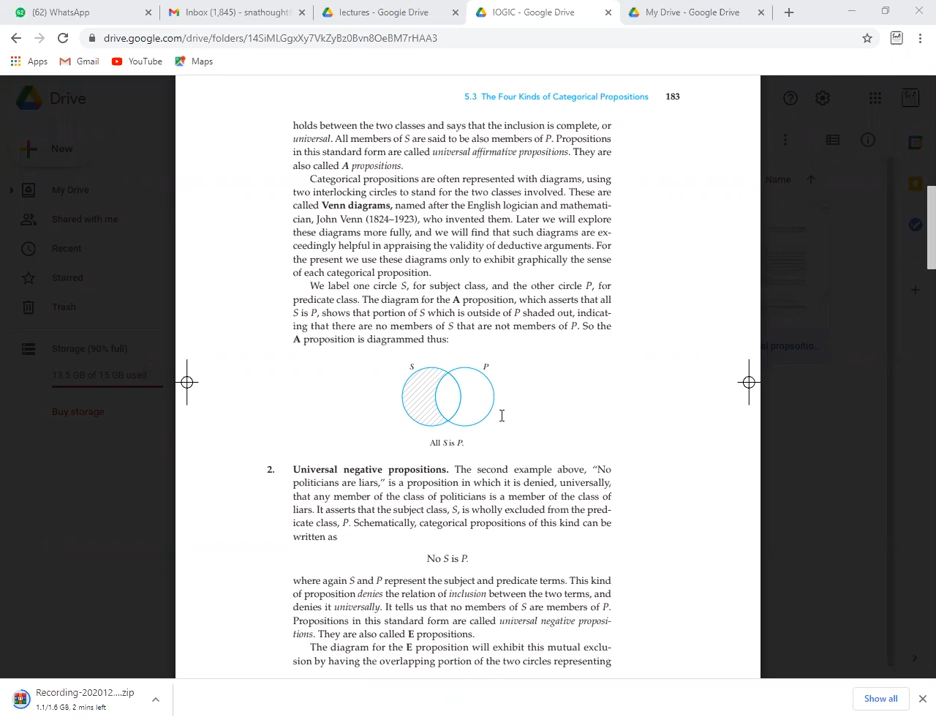 (62) WhatsApp
Inbox (1,845) - snathought
lectures - Google Drive
lOGIC - Google Drive
My Drive - Google Drive
drive.google.com/drive/folders/14SiMLGgxXy7VkZyBz0Bvn8OeBM7rHAA3
Apps
Gmail
YouTube
Maps
Drive
New
My Drive
Shared with me
Recent
Starred
Trash
Storage (90% full)
13.5 GB of 15 GB used
Buy storage
Name
5.3 The Four Kinds of Categorical Propositions 183
holds between the two classes and says that the inclusion is complete, or
universal. All members of S are said to be also members of P. Propositions
in this standard form are called universal affirmative propositions. They are
also called A propositions.
Categorical propositions are often represented with diagrams, using
two interlocking circles to stand for the two classes involved. These are
called Venn diagrams, named after the English logician and mathemati-
cian, John Venn (1824–1923), who invented them. Later we will explore
these diagrams more fully, and we will find that such diagrams are ex-
ceedingly helpful in appraising the validity of deductive arguments. For
the present we use these diagrams only to exhibit graphically the sense
of each categorical proposition.
We label one circle S, for subject class, and the other circle P, for
predicate class. The diagram for the A proposition, which asserts that all
S is P, shows that portion of S which is outside of P shaded out, indicat-
ing that there are no members of S that are not members of P. So the
A proposition is diagrammed thus:
S P
All S is P.
2. Universal negative propositions. The second example above, “No
politicians are liars,” is a proposition in which it is denied, universally,
that any member of the class of politicians is a member of the class of
liars. It asserts that the subject class, S, is wholly excluded from the pred-
icate class, P. Schematically, categorical propositions of this kind can be
written as
No S is P.
where again S and P represent the subject and predicate terms. This kind
of proposition denies the relation of inclusion between the two terms, and
denies it universally. It tells us that no members of S are members of P.
Propositions in this standard form are called universal negative proposi-
tions. They are also called E propositions.
The diagram for the E proposition will exhibit this mutual exclu-
sion by having the overlapping portion of the two circles representing
Recording-202012....zip
1.1/1.6 GB, 2 mins left
Show all